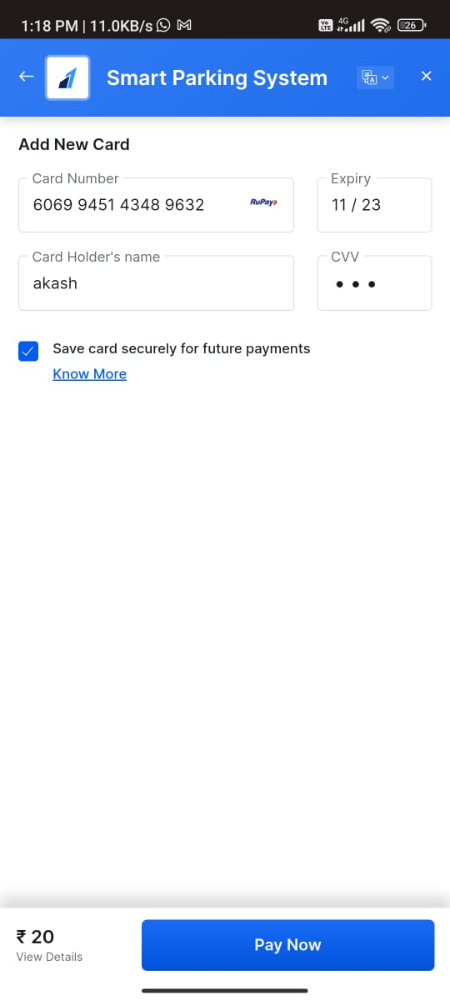 1:18 PM | 11.0KB/s
Vo LTE 4G 26
Smart Parking System
Add New Card
Card Number
6069 9451 4348 9632 RuPay
Expiry
11 / 23
Card Holder's name
akash
CVV
Save card securely for future payments
Know More
₹ 20
View Details
Pay Now